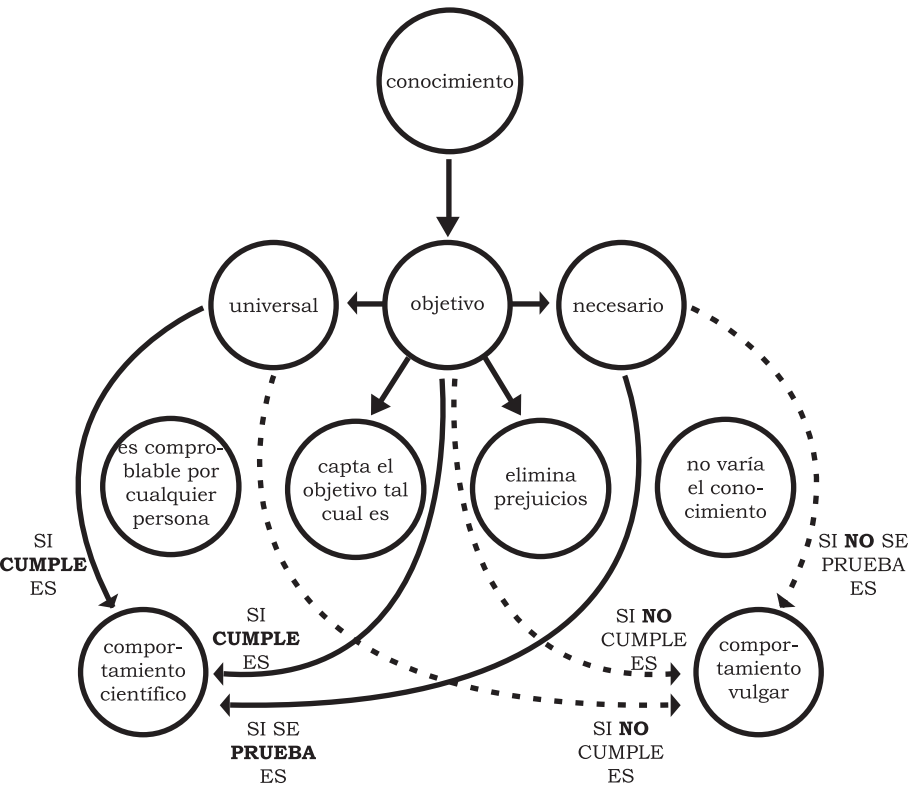 conocimiento
universal
objetivo
necesario
es compro-
blable por
cualquier
persona
capta el
objetivo tal
cual es
elimina
prejuicios
no varía
el cono-
cimiento
SI
CUMPLE
ES
SI NO SE
PRUEBA
ES
compor-
tamiento
científico
SI
CUMPLE
ES
SI NO
CUMPLE
ES
compor-
tamiento
vulgar
SI SE
PRUEBA
ES
SI NO
CUMPLE
ES